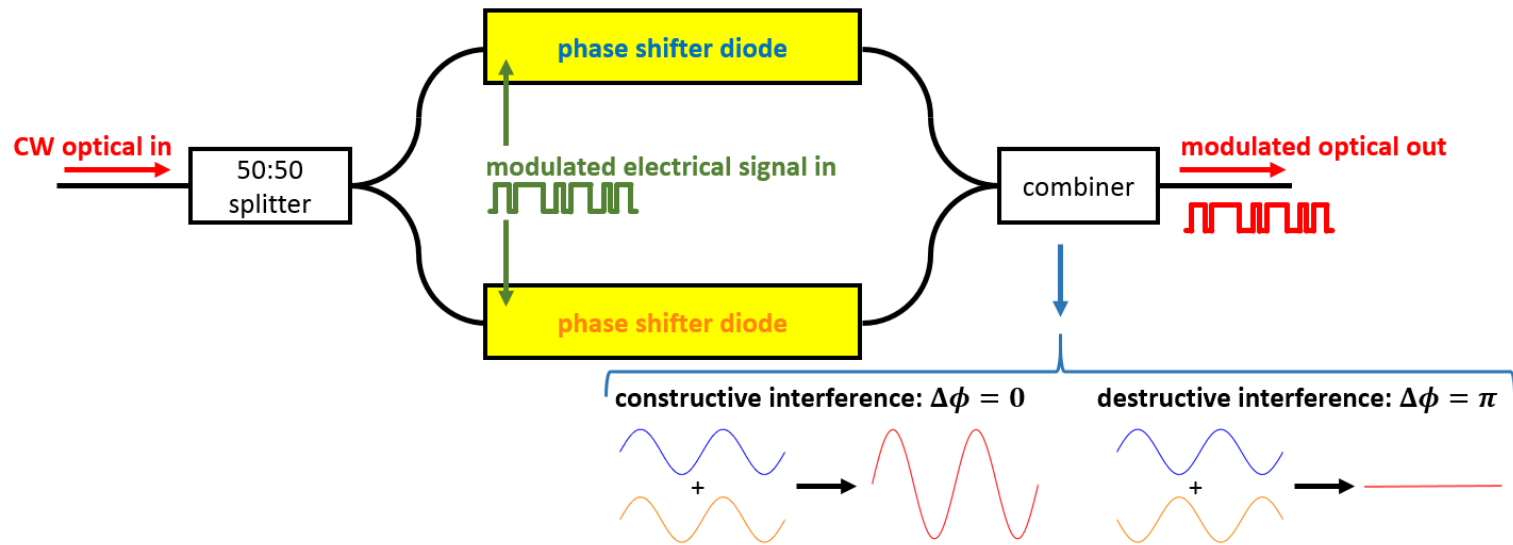 phase shifter diode
CW optical in
50:50
splitter
modulated electrical signal in
combiner
modulated optical out
phase shifter diode
constructive interference: Δϕ = 0
destructive interference: Δϕ = π
+
+